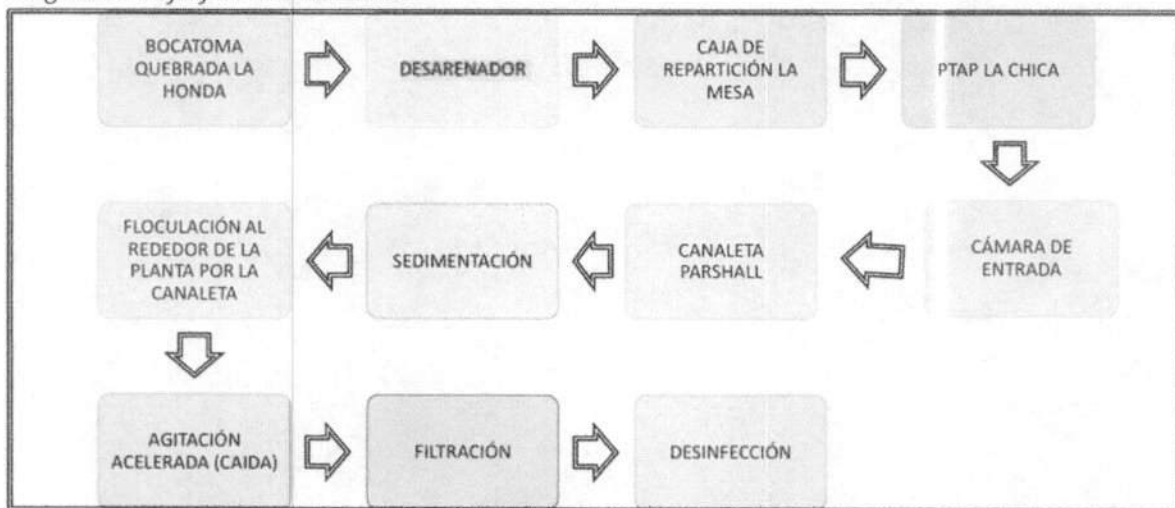 BOCATOMA
QUEBRADA LA
HONDA
DESARENADOR
CAJA DE
REPARTICIÓN LA
MESA
PTAP LA CHICA
CÁMARA DE
ENTRADA
CANALETA
PARSHALL
SEDIMENTACIÓN
FLOCULACIÓN AL
REDEDOR DE LA
PLANTA POR LA
CANALETA
AGITACIÓN
ACELERADA (CAIDA)
FILTRACIÓN
DESINFECCIÓN